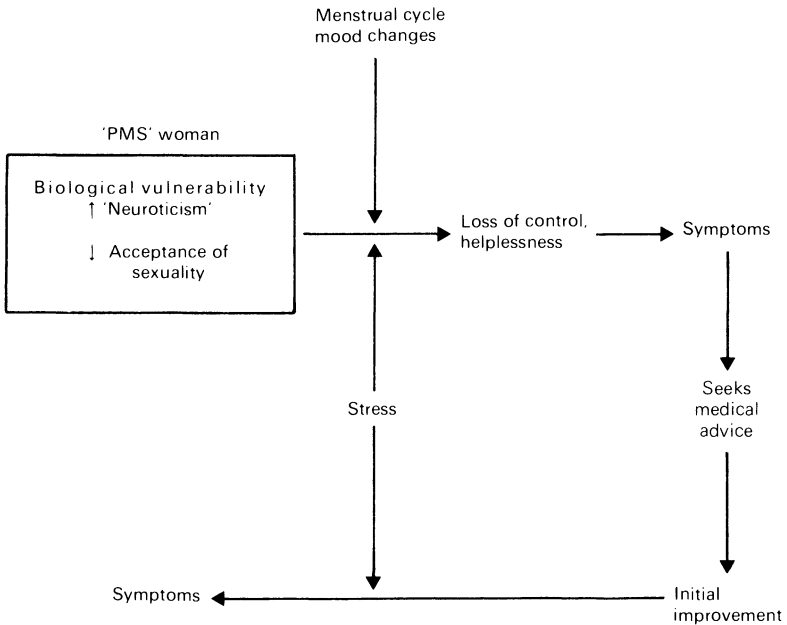 Menstrual cycle
mood changes
'PMS' woman
Biological vulnerability
↑ 'Neuroticism'
↓ Acceptance of
sexuality
Loss of control,
helplessness
Symptoms
Seeks
medical
advice
Stress
Symptoms
Initial
improvement